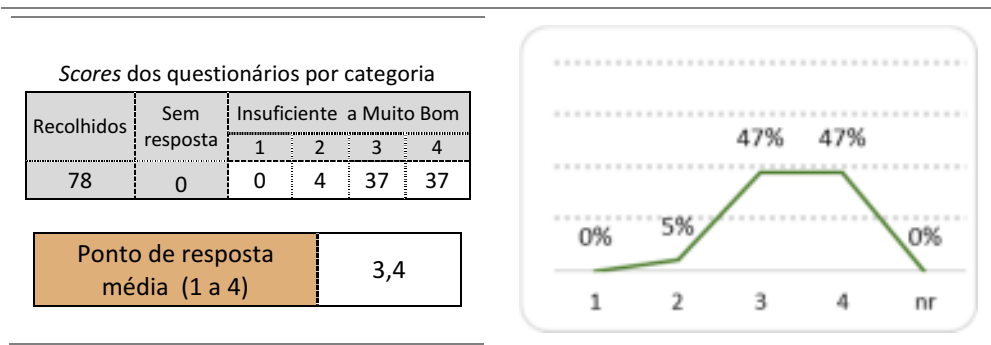 Scores dos questionários por categoria
Recolhidos Sem resposta Insuficiente a Muito Bom
1 2 3 4
78 0 0 4 37 37
Ponto de resposta
média (1 a 4)
3,4
47% 47%
0% 5% 0%
1 2 3 4 nr